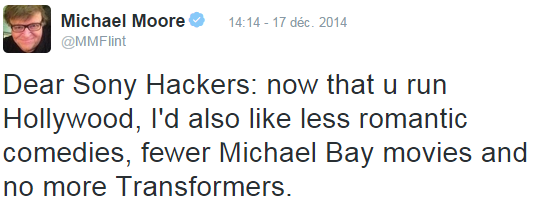 Michael Moore 14:14 - 17 déc. 2014
@MMFlint
Dear Sony Hackers: now that u run
Hollywood, I'd also like less romantic
comedies, fewer Michael Bay movies and
no more Transformers.